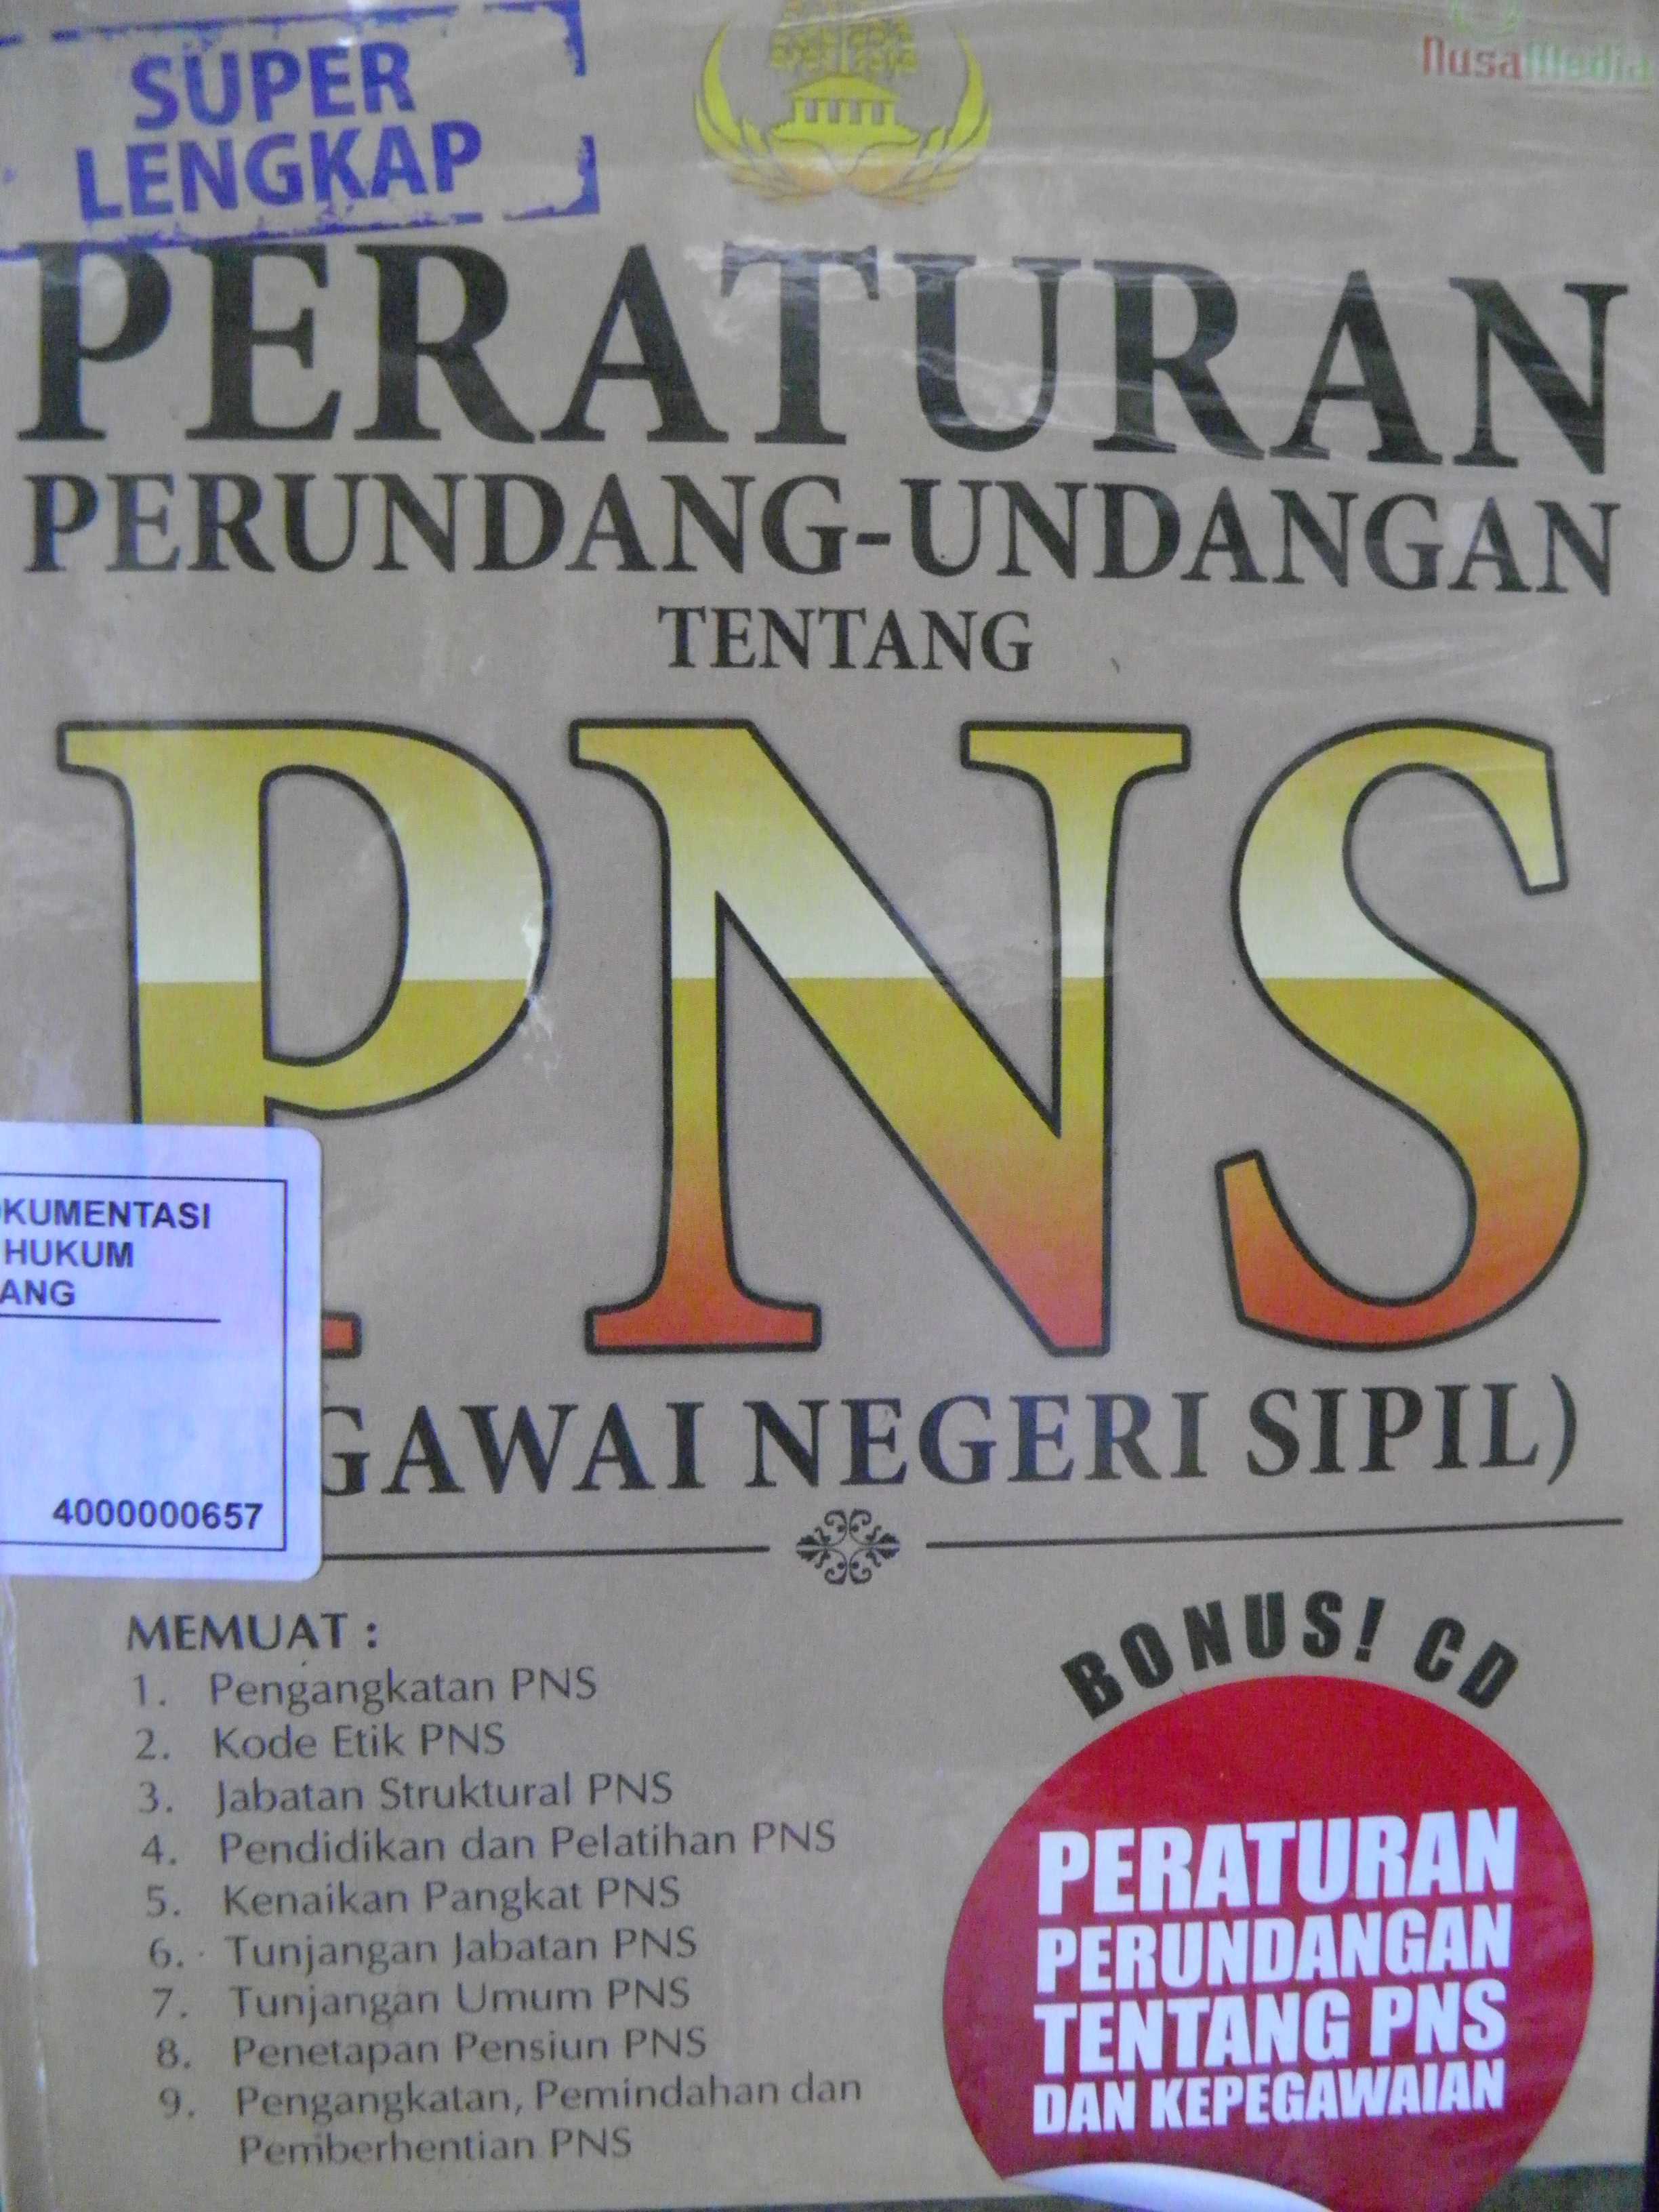 SUPER
LENGKAP
NusaMedia
PERATURAN
PERUNDANG-UNDANGAN
TENTANG
PNS
GAWAI NEGERI SIPIL)
KUMENTASI
HUKUM
ANG
4000000657
MEMUAT :
1. Pengangkatan PNS
2. Kode Etik PNS
3. Jabatan Struktural PNS
4. Pendidikan dan Pelatihan PNS
5. Kenaikan Pangkat PNS
6. Tunjangan Jabatan PNS
7. Tunjangan Umum PNS
8. Penetapan Pensiun PNS
9. Pengangkatan, Pemindahan dan
Pemberhentian PNS
BONUS! CD
PERATURAN
PERUNDANGAN
TENTANG PNS
DAN KEPEGAWAIAN